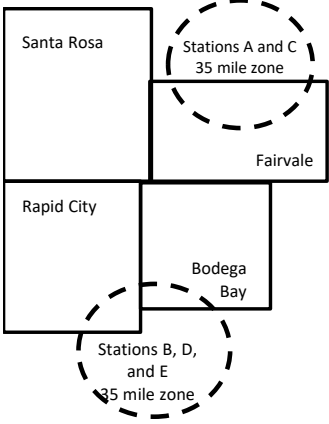 Santa Rosa
Stations A and C
35 mile zone
Fairvale
Rapid City
Bodega
Bay
Stations B, D,
and E
35 mile zone